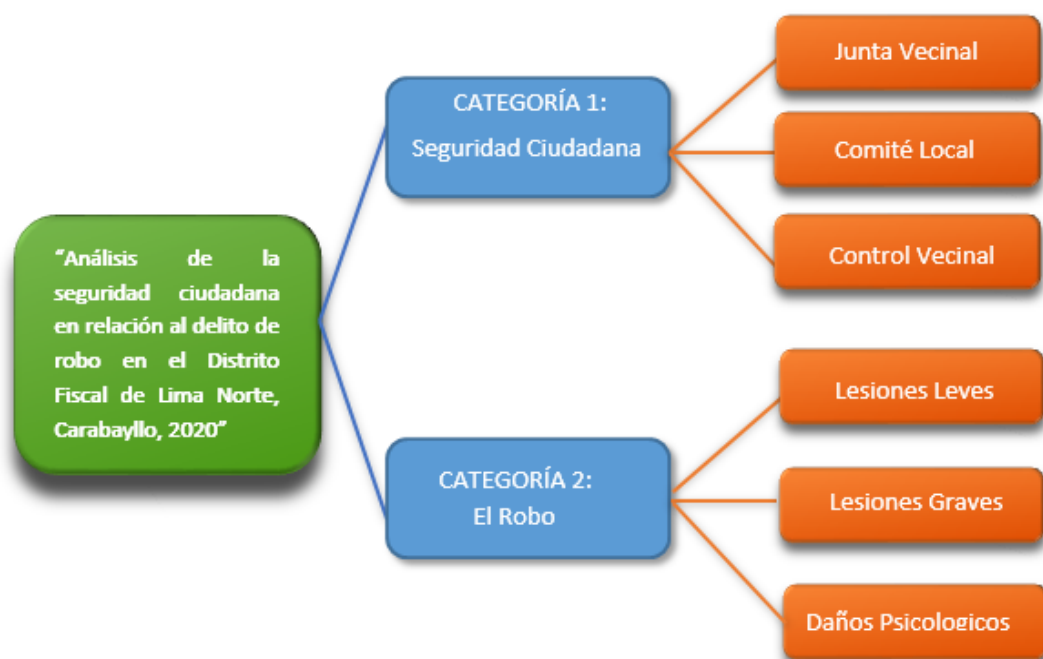 "Análisis de la
seguridad ciudadana
en relación al delito de
robo en el Distrito
Fiscal de Lima Norte,
Carabayllo, 2020"
CATEGORÍA 1:
Seguridad Ciudadana
Junta Vecinal
Comité Local
Control Vecinal
CATEGORÍA 2:
El Robo
Lesiones Leves
Lesiones Graves
Daños Psicologicos